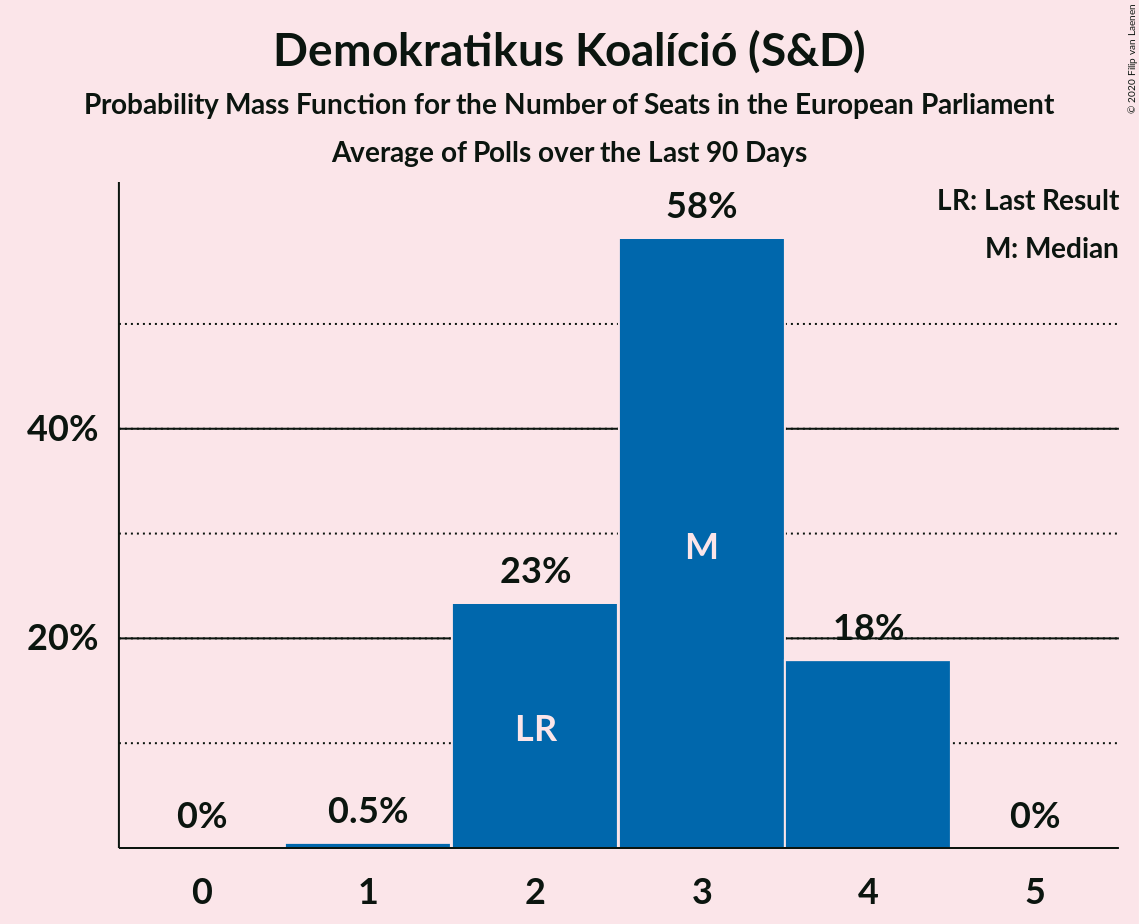 Demokratikus Koalíció (S&D)
Probability Mass Function for the Number of Seats in the European Parliament
Average of Polls over the Last 90 Days
© 2020 Filip van Laenen
LR: Last Result
M: Median
58%
40%
M
23%
20%
18%
LR
0%
0.5%
0%
0 1 2 3 4 5